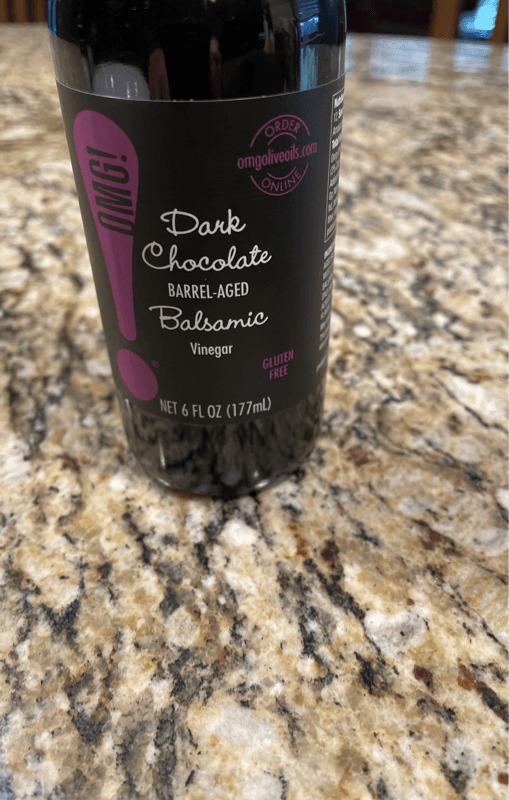 OMG!
ORDER
omgoliveoils.com
ONLINE
Dark
Chocolate
BARREL-AGED
Balsamic
Vinegar
GLUTEN
FREE
NET 6 FL OZ (177mL)